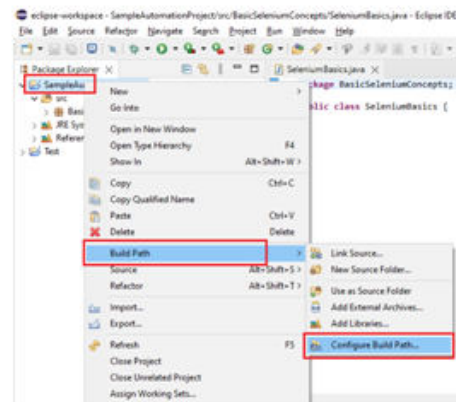 eclipse-workspace - SampleAutomationProject/src/BasicSeleniumConcepts/SeleniumBasics.java - Eclipse IDE
File Edit Source Refactor Navigate Search Project Run Window Help
Package Explorer
SeleniumBasics.java
SampleAu
src
Basi
JRE Sys
Referen
Test
kage BasicSeleniumConcepts;
blic class SeleniumBasics {
New
Go Into
Open in New Window
Open Type Hierarchy F4
Show In Alt+Shift+W >
Copy Ctrl+C
Copy Qualified Name
Paste Ctrl+V
Delete Delete
Build Path
Source Alt+Shift+S >
Refactor Alt+Shift+T >
Import...
Export...
Refresh F5
Close Project
Close Unrelated Project
Assign Working Sets...
Link Source...
New Source Folder...
Use as Source Folder
Add External Archives...
Add Libraries...
Configure Build Path...